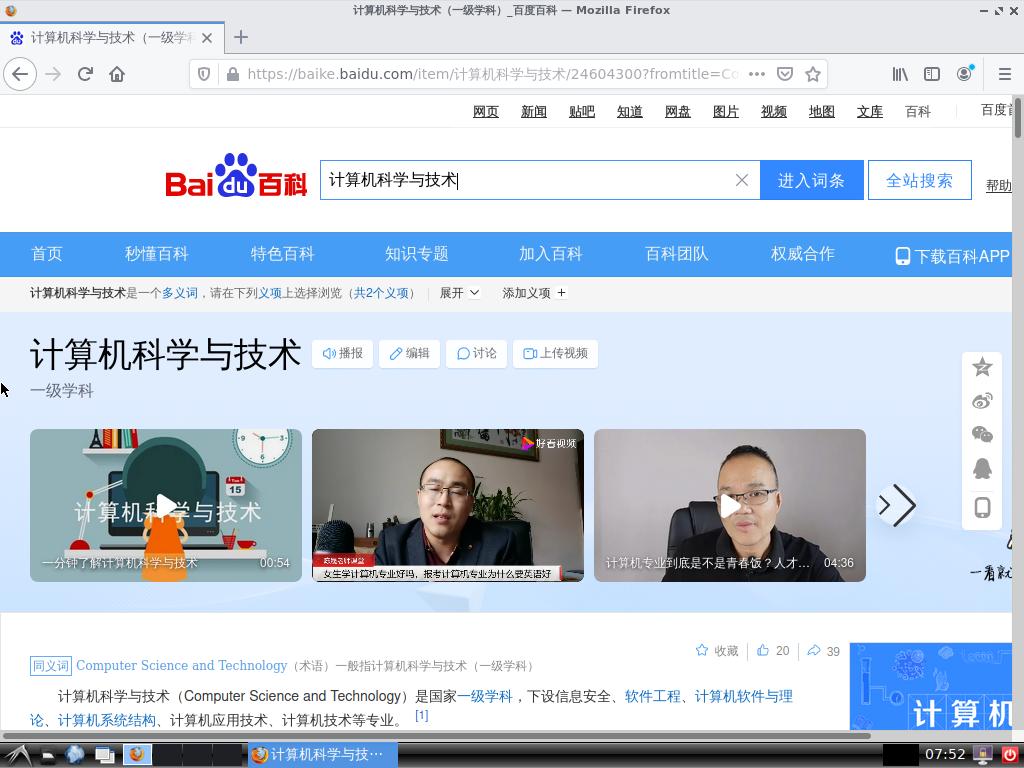 计算机科学与技术（一级学科）_百度百科 — Mozilla Firefox
计算机科学与技术（一级学科
https://baike.baidu.com/item/计算机科学与技术/24604300?fromtitle=Co
网页 新闻 贴吧 知道 网盘 图片 视频 地图 文库 百科 百度首
Bai du 百科
计算机科学与技术
进入词条 全站搜索 帮助
首页 秒懂百科 特色百科 知识专题 加入百科 百科团队 权威合作 下载百科APP
计算机科学与技术是一个多义词，请在下列义项上选择浏览（共2个义项） 展开 添加义项 +
计算机科学与技术 播报 编辑 讨论 上传视频
一级学科
计算机科学与技术
一分钟了解计算机科学与技术 00:54
好看视频
女生学计算机专业好吗，报考计算机专业为什么要英语好
计算机专业到底是不是青春饭？人才... 04:36
一看就
收藏 20 39
同义词 Computer Science and Technology（术语）一般指计算机科学与技术（一级学科）
计算机科学与技术（Computer Science and Technology）是国家一级学科，下设信息安全、软件工程、计算机软件与理
论、计算机系统结构、计算机应用技术、计算机技术等专业。 [1]
计算机
计算机科学与技…
07:52